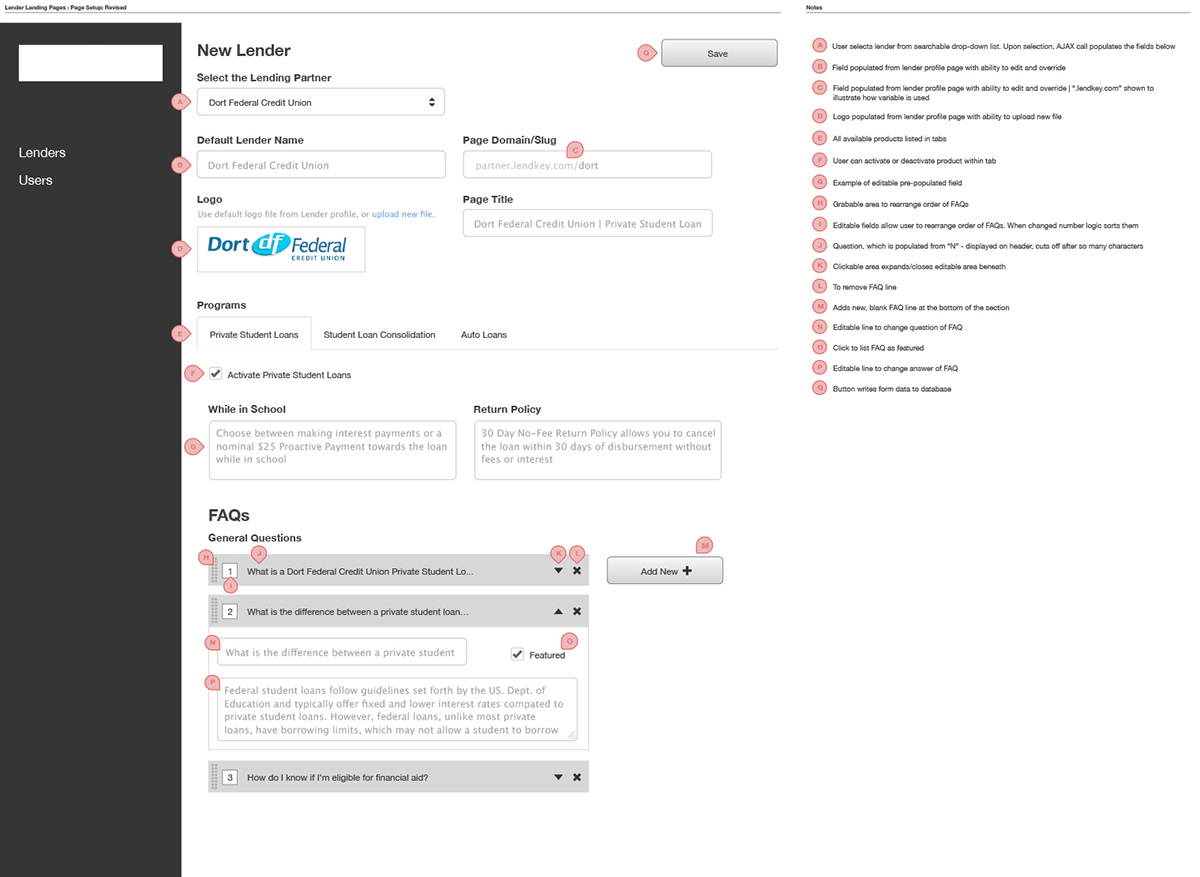 Lender Landing Pages : Page Setup: Revised
New Lender
Q
Save
Select the Lending Partner
A
Dort Federal Credit Union
Lenders
Users
Default Lender Name
B
Dort Federal Credit Union
Page Domain/Slug
C
partner.lendkey.com/dort
Logo
Use default logo file from Lender profile, or upload new file.
D
Dort df Federal
CREDIT UNION
Page Title
Dort Federal Credit Union | Private Student Loan
Programs
E
Private Student Loans
Student Loan Consolidation
Auto Loans
F
Activate Private Student Loans
While in School
G
Choose between making interest payments or a
nominal $25 Proactive Payment towards the loan
while in school
Return Policy
30 Day No-Fee Return Policy allows you to cancel
the loan within 30 days of disbursement without
fees or interest
FAQs
General Questions
H
J
K
L
M
1 What is a Dort Federal Credit Union Private Student Lo...
I
Add New
2 What is the difference between a private student loan...
N
What is the difference between a private student
O
Featured
P
Federal student loans follow guidelines set forth by the US. Dept. of
Education and typically offer fixed and lower interest rates compated to
private student loans. However, federal loans, unlike most private
loans, have borrowing limits, which may not allow a student to borrow
3 How do I know if I'm eligible for financial aid?
Notes
A User selects lender from searchable drop-down list. Upon selection, AJAX call populates the fields below
B Field populated from lender profile page with ability to edit and override
C Field populated from lender profile page with ability to edit and override | ".lendkey.com" shown to
illustrate how variable is used
D Logo populated from lender profile page with ability to upload new file
E All available products listed in tabs
F User can activate or deactivate product within tab
G Example of editable pre-populated field
H Grabable area to rearrange order of FAQs
I Editable fields allow user to rearrange order of FAQs. When changed number logic sorts them
J Question, which is populated from "N" - displayed on header, cuts off after so many characters
K Clickable area expands/closes editable area beneath
L To remove FAQ line
M Adds new, blank FAQ line at the bottom of the section
N Editable line to change question of FAQ
O Click to list FAQ as featured
P Editable line to change answer of FAQ
Q Button writes form data to database